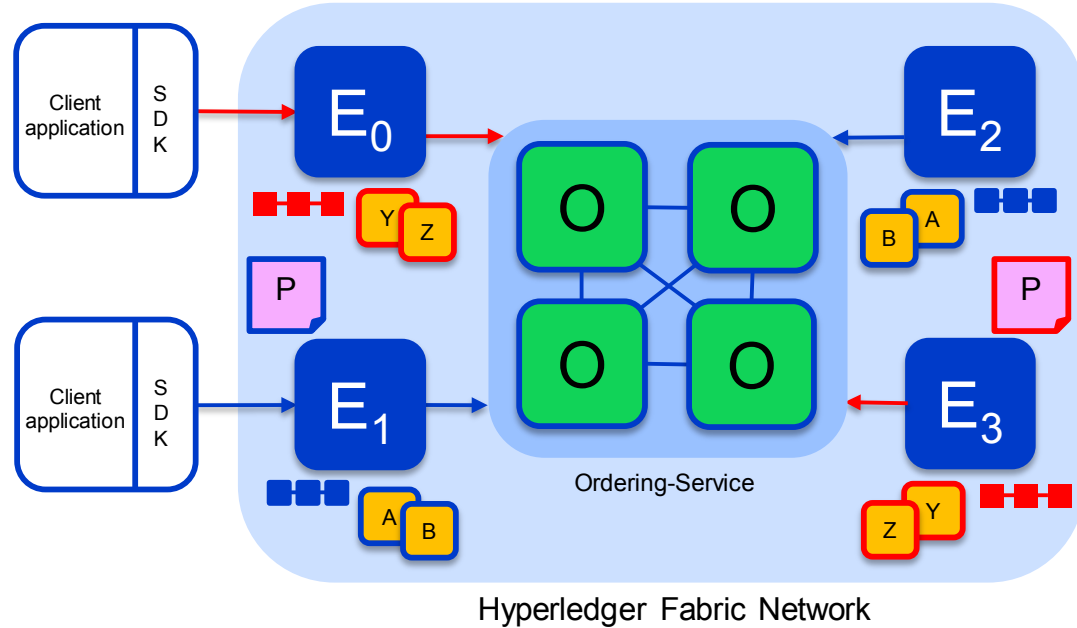 Client
application
S
D
K
E₀
E₂
O
O
Y
Z
A
B
P
P
Client
application
S
D
K
E₁
O
O
E₃
Ordering-Service
A
B
Y
Z
Hyperledger Fabric Network